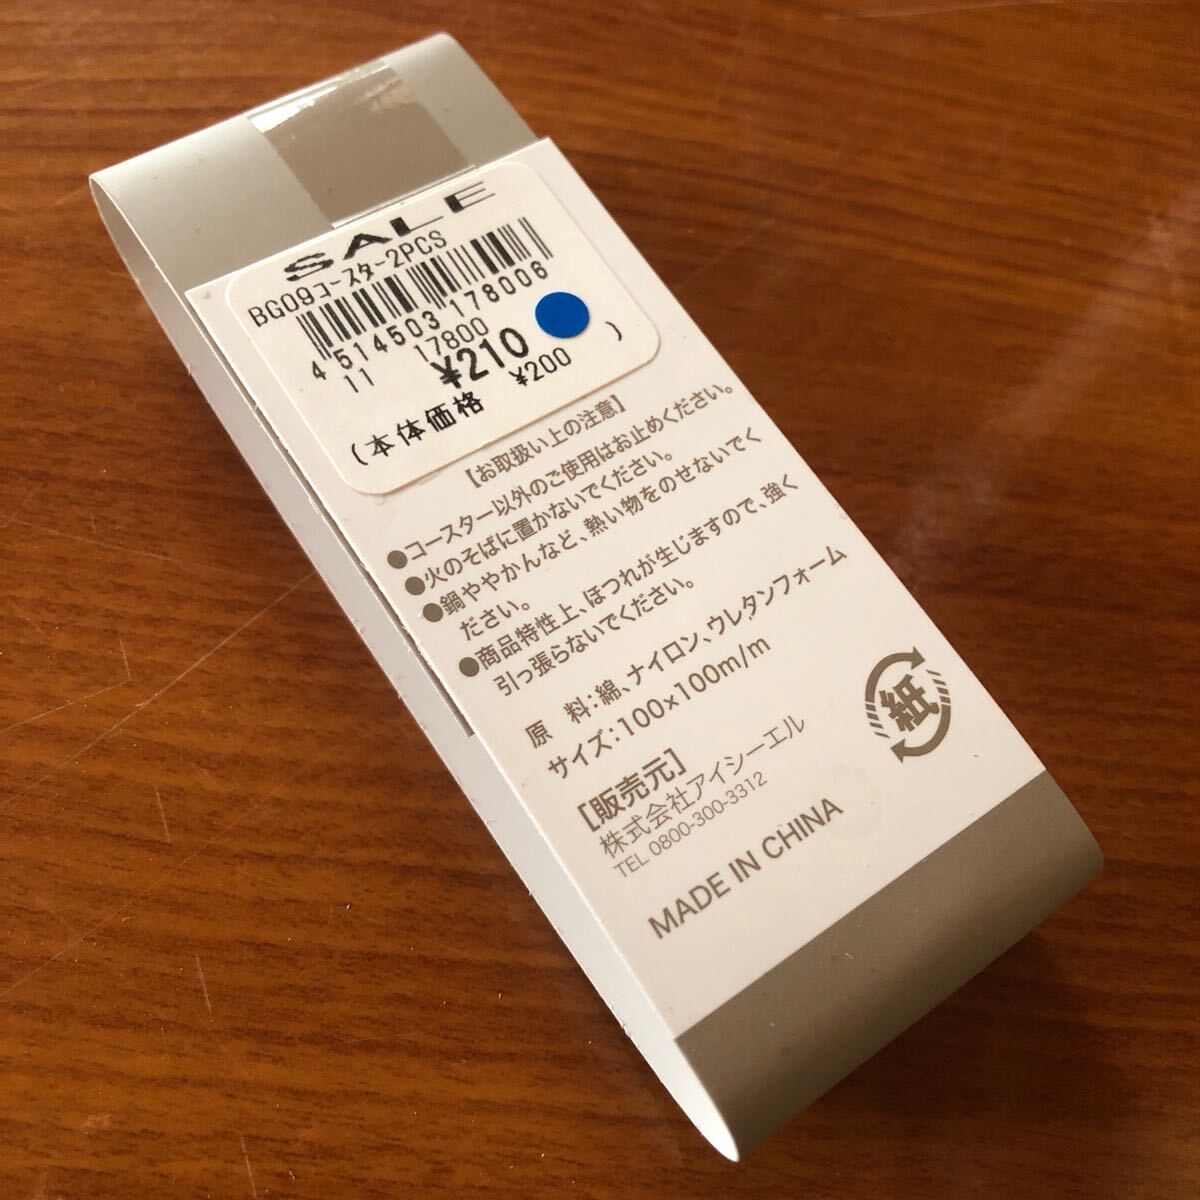 SALE
BG09コースター2PCS
4 514503 178006
17800
11 ¥210
(本体価格 ¥200 )
【お取扱い上の注意】
●コースター以外のご使用はお止めください。
●火のそばに置かないでください。
●鍋ややかんなど、熱い物をのせないでく
ださい。
●商品特性上、ほつれが生じますので、強く
引っ張らないでください。
原　料：綿、ナイロン、ウレタンフォーム
サイズ：100×100m/m
【販売元】
株式会社アイシーエル
TEL 0800-300-3312
MADE IN CHINA
紙